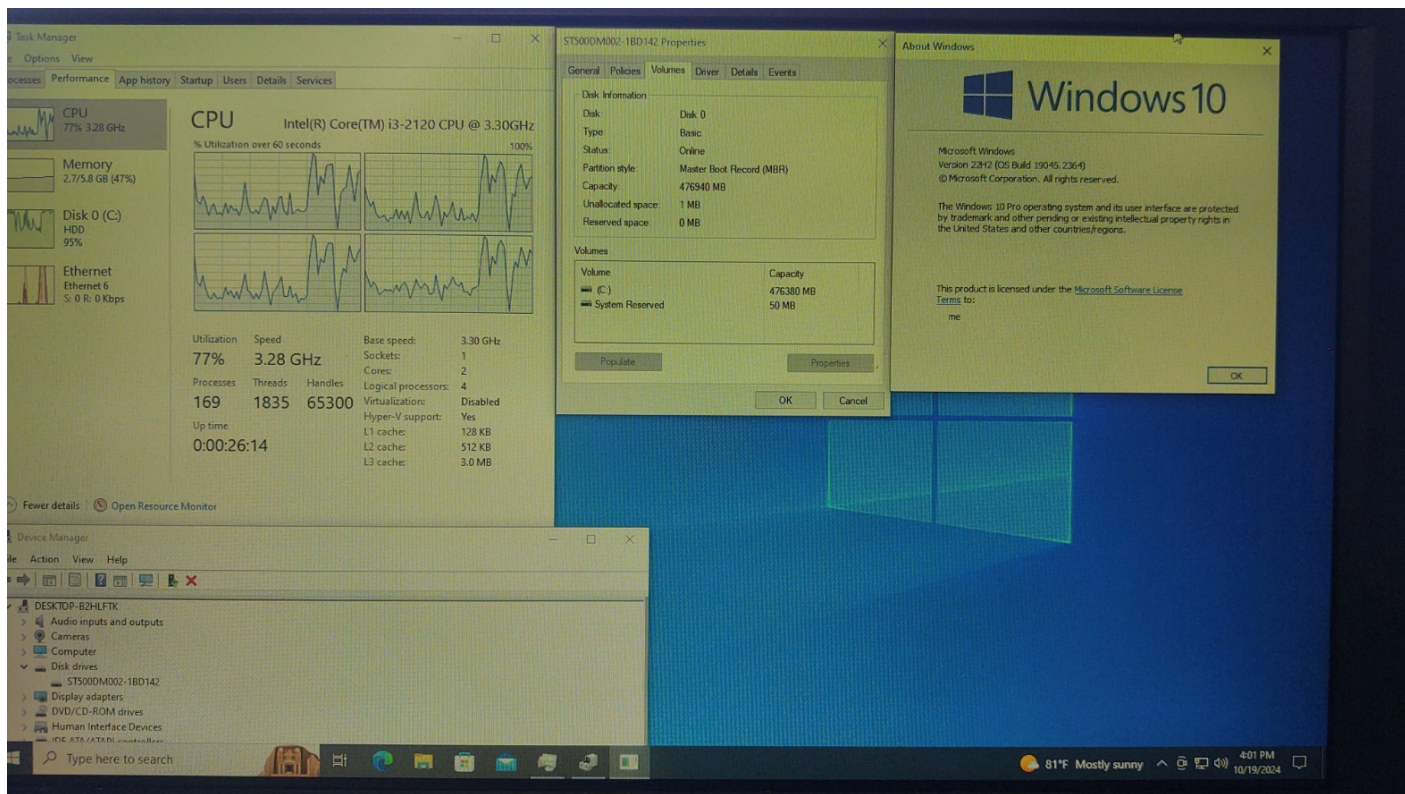 Task Manager
Options View
Performance App history Startup Users Details Services
CPU
77% 3.28 GHz
Memory
2.7/5.8 GB (47%)
Disk 0 (C:)
HDD
95%
Ethernet
Ethernet 6
S: 0 R: 0 Kbps
CPU Intel(R) Core(TM) i3-2120 CPU @ 3.30GHz
% Utilization over 60 seconds 100%
Utilization Speed
77% 3.28 GHz
Processes Threads Handles
169 1835 65300
Up time
0:00:26:14
Base speed: 3.30 GHz
Sockets: 1
Cores: 2
Logical processors: 4
Virtualization: Disabled
Hyper-V support: Yes
L1 cache: 128 KB
L2 cache: 512 KB
L3 cache: 3.0 MB
Fewer details Open Resource Monitor
ST500DM002-1BD142 Properties
General Policies Volumes Driver Details Events
Disk Information
Disk: Disk 0
Type: Basic
Status: Online
Partition style: Master Boot Record (MBR)
Capacity: 476940 MB
Unallocated space: 1 MB
Reserved space: 0 MB
Volumes
Volume Capacity
(C:) 476380 MB
System Reserved 50 MB
Populate Properties
OK Cancel
About Windows
Windows 10
Microsoft Windows
Version 22H2 (OS Build 19045.2364)
© Microsoft Corporation. All rights reserved.
The Windows 10 Pro operating system and its user interface are protected
by trademark and other pending or existing intellectual property rights in
the United States and other countries/regions.
This product is licensed under the Microsoft Software License
Terms to:
me
OK
Device Manager
Action View Help
DESKTOP-B2HLFTK
Audio inputs and outputs
Cameras
Computer
Disk drives
ST500DM002-1BD142
Display adapters
DVD/CD-ROM drives
Human Interface Devices
IDE ATA/ATAPI controllers
Type here to search
81°F Mostly sunny
4:01 PM
10/19/2024